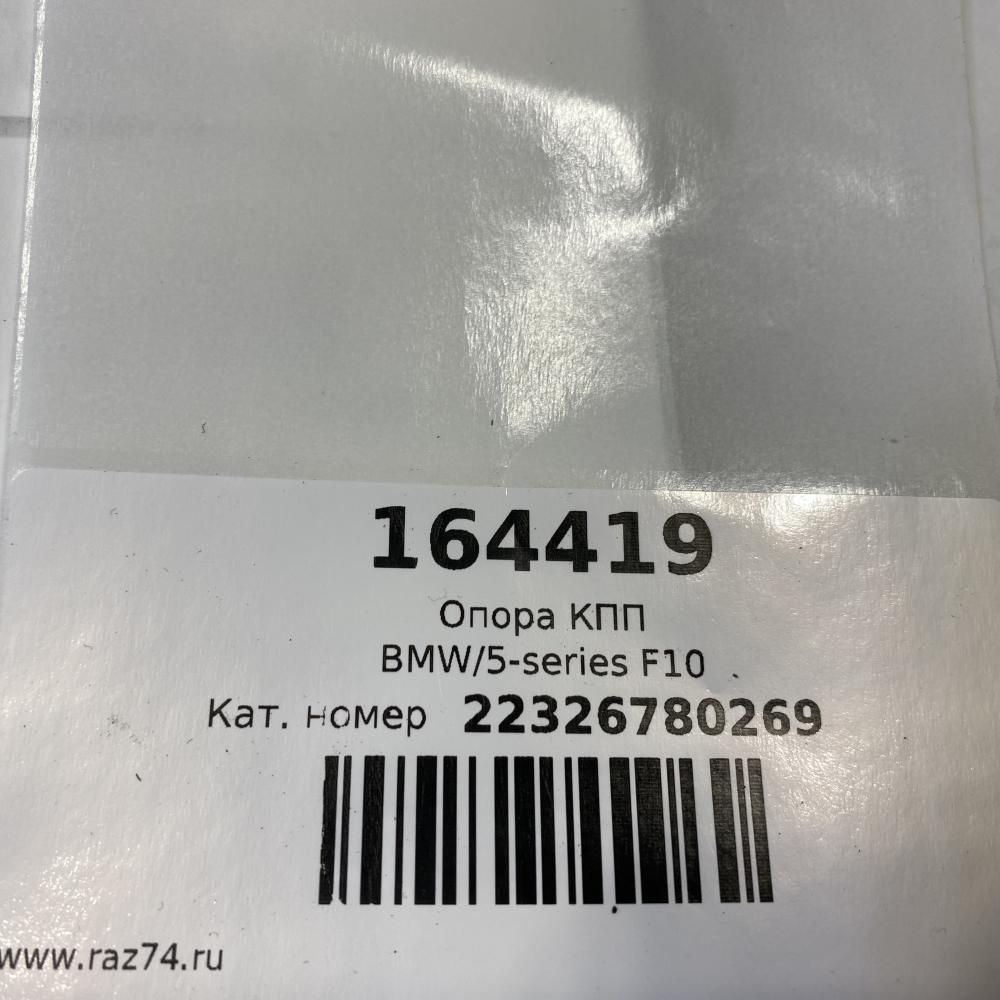 164419
Опора КПП
BMW/5-series F10
Кат. номер 22326780269
www.raz74.ru